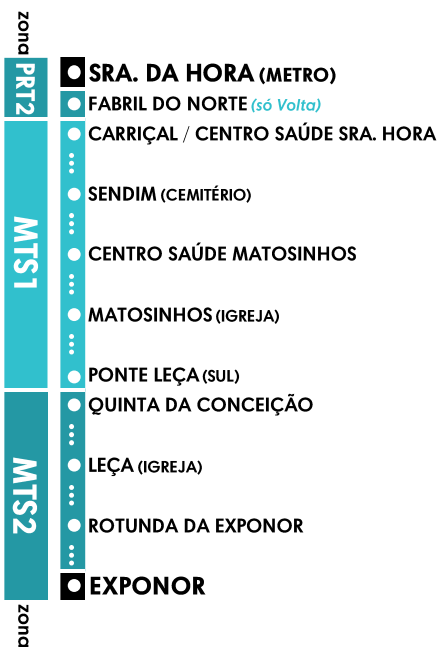 zona
PRT2
SRA. DA HORA (METRO)
FABRIL DO NORTE (só Volta)
MTS1
CARRIÇAL / CENTRO SAÚDE SRA. HORA
SENDIM (CEMITÉRIO)
CENTRO SAÚDE MATOSINHOS
MATOSINHOS (IGREJA)
PONTE LEÇA (SUL)
MTS2
QUINTA DA CONCEIÇÃO
LEÇA (IGREJA)
ROTUNDA DA EXPONOR
EXPONOR
zona